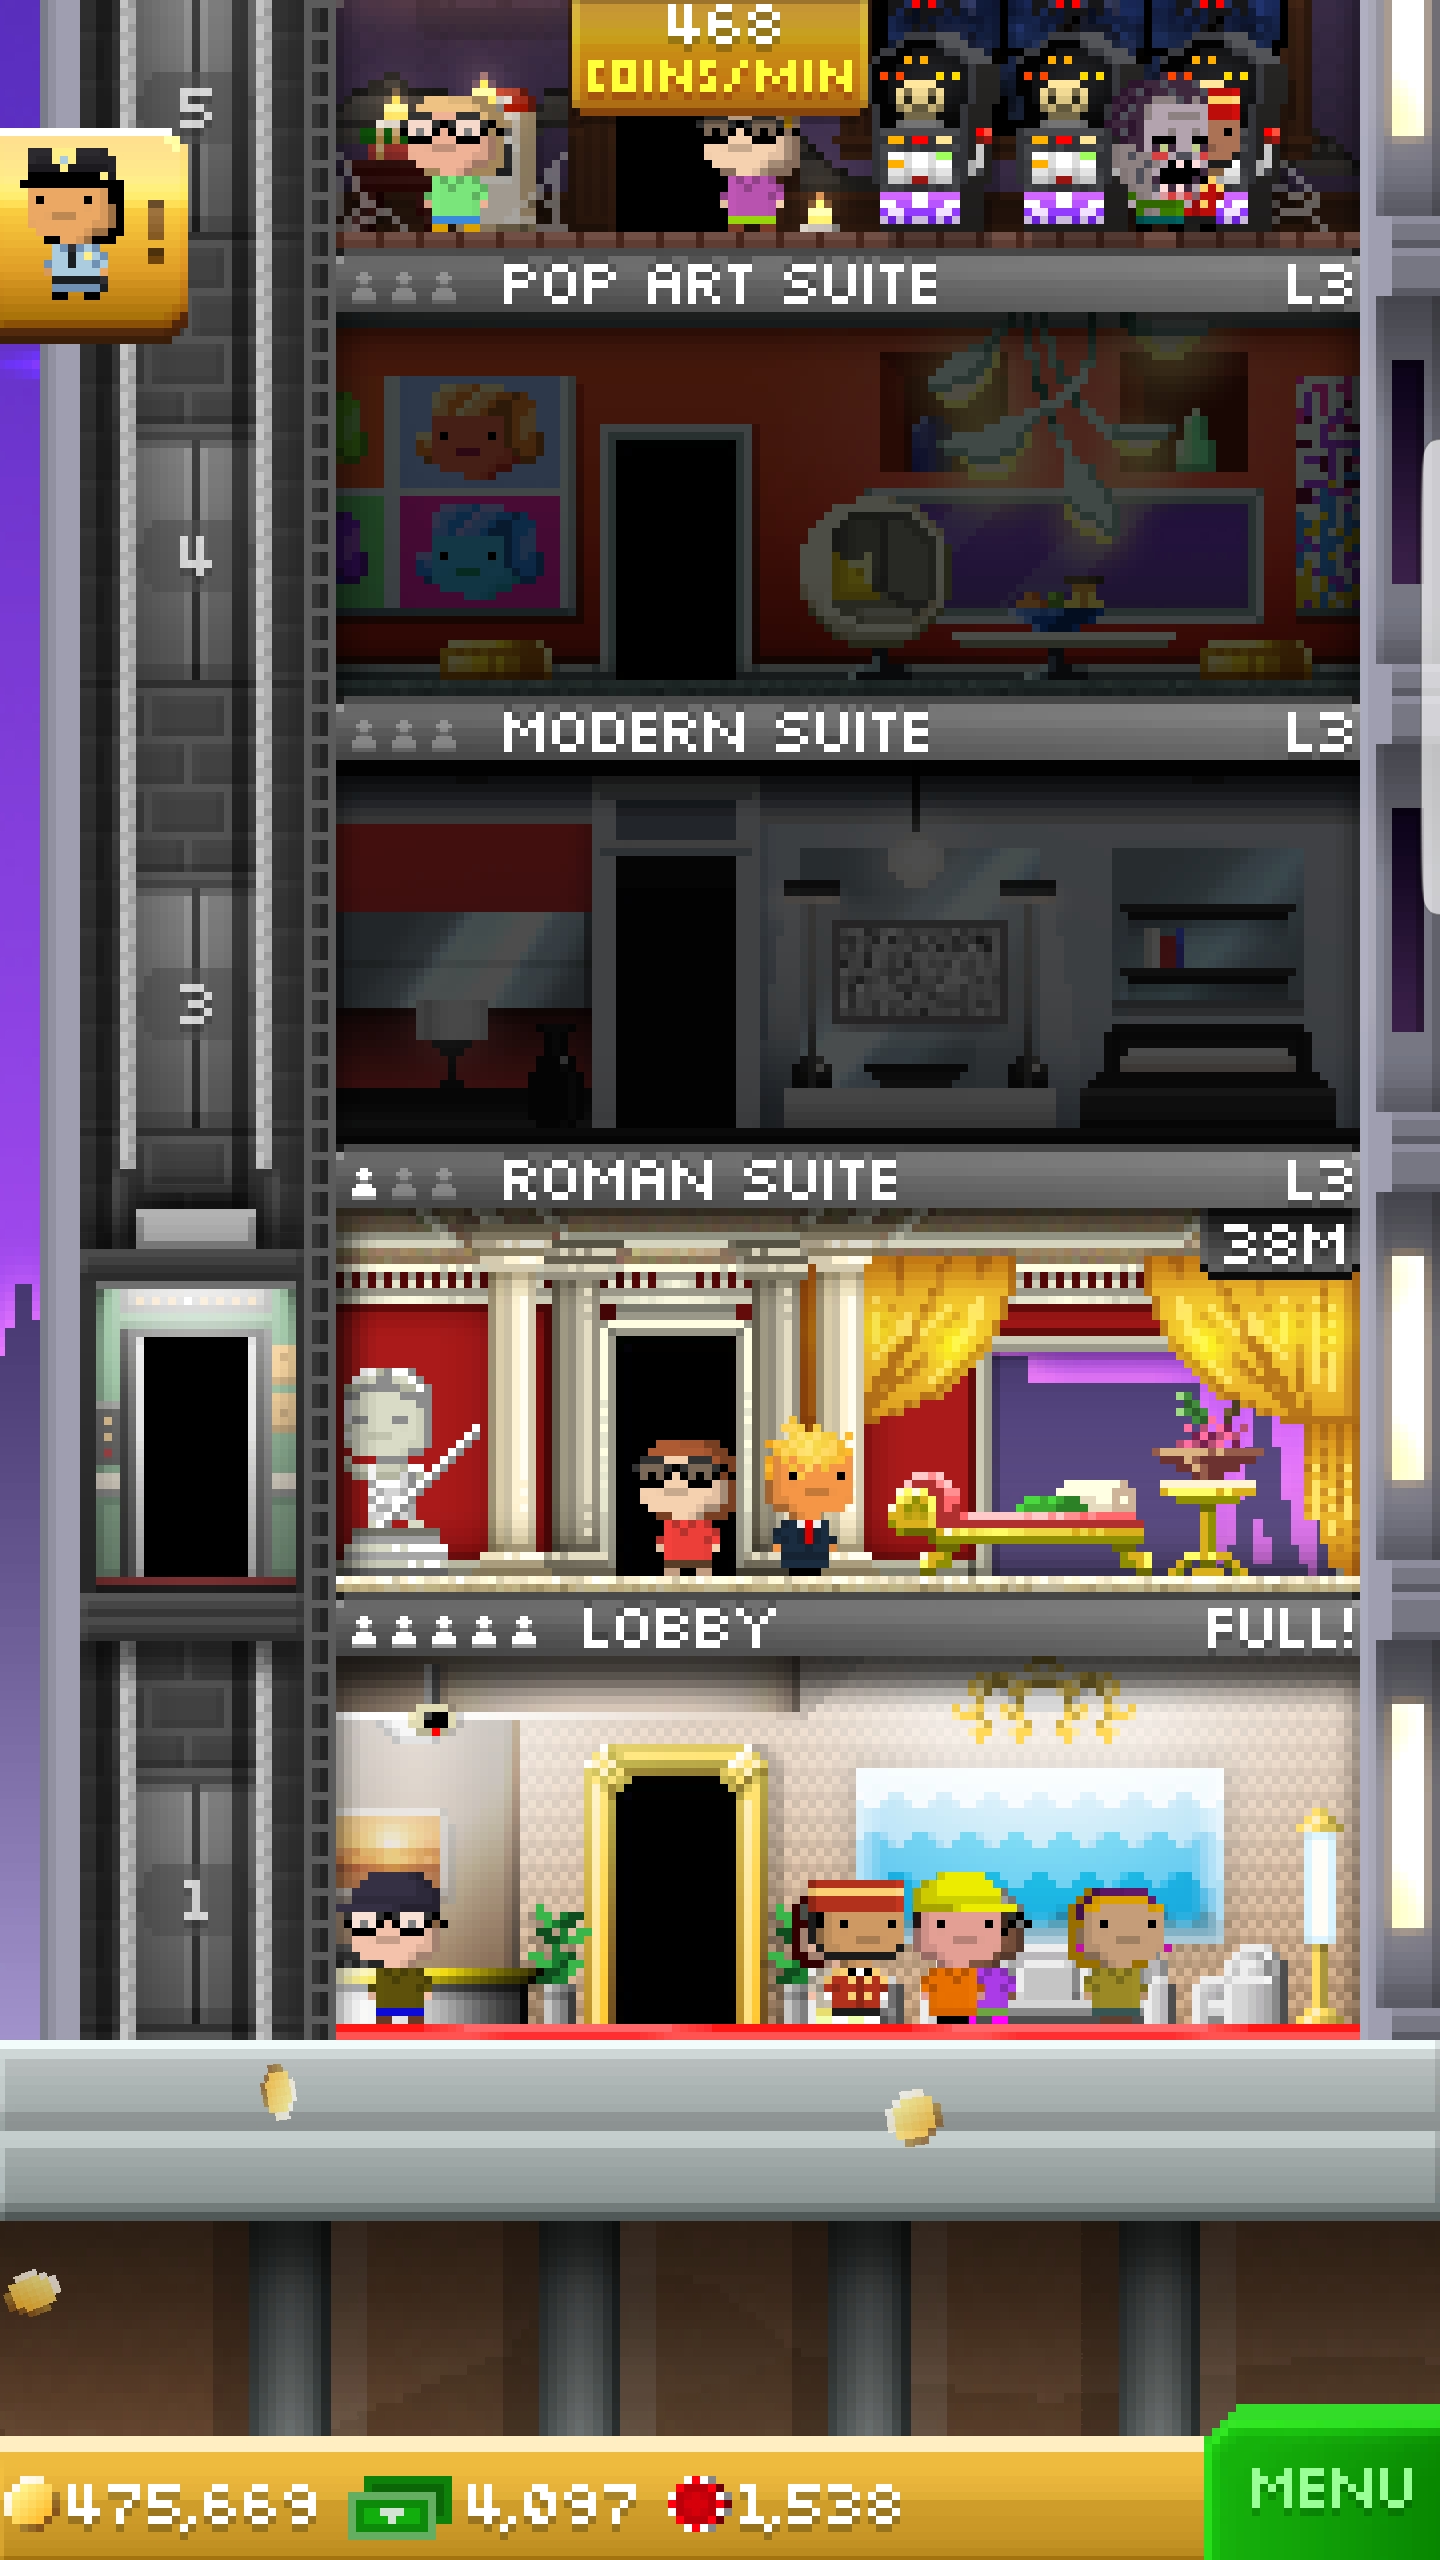 468
COINS/MIN
5
!
POP ART SUITE L3
4
MODERN SUITE L3
3
ROMAN SUITE L3
38M
LOBBY FULL!
1
475,669 4,097 1,538
MENU